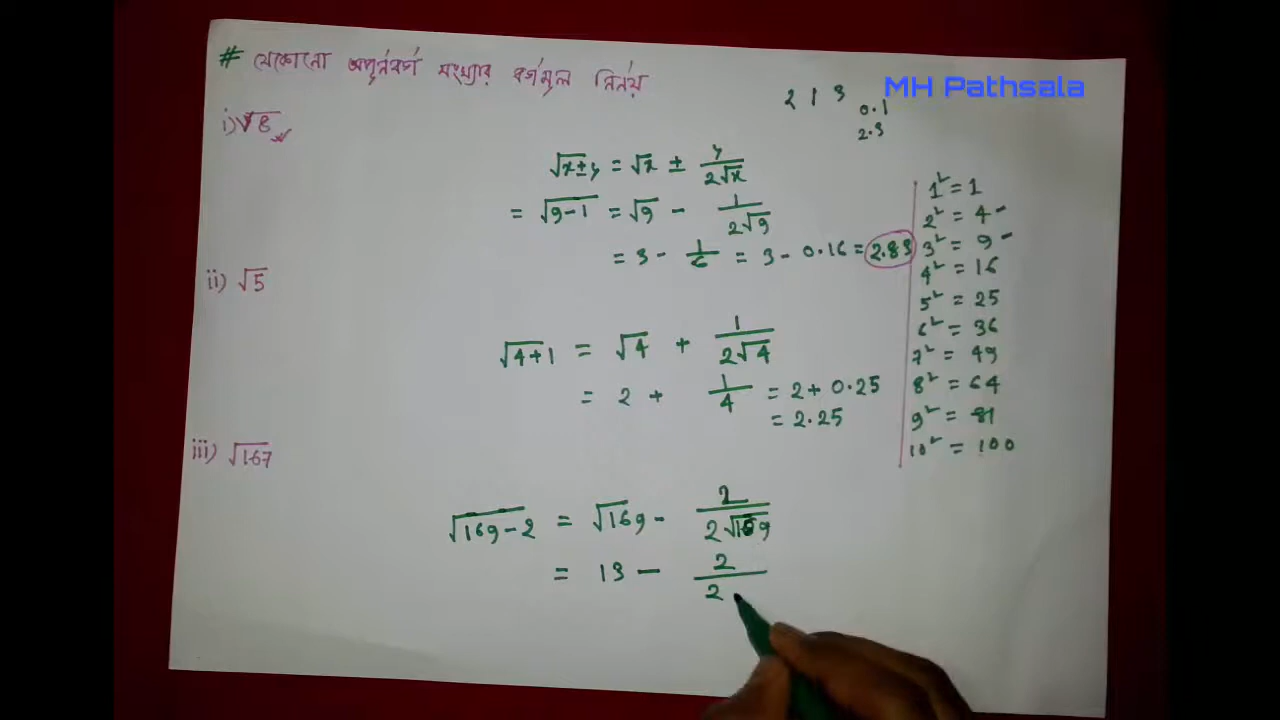 # যেকোনো অপূর্নবর্গ সংখ্যার বর্গমূল নির্নয়
MH Pathsala
2 1 3
0.1
2.3
i) √8
√x±y = √x ± y/2√x
= √9-1 = √9 - 1/2√9
= 3 - 1/6 = 3 - 0.16 = 2.83
ii) √5
√4+1 = √4 + 1/2√4
= 2 + 1/4 = 2 + 0.25
= 2.25
iii) √167
√169-2 = √169 - 2/2√169
= 13 - 2/2
1² = 1
2² = 4
3² = 9
4² = 16
5² = 25
6² = 36
7² = 49
8² = 64
9² = 81
10² = 100